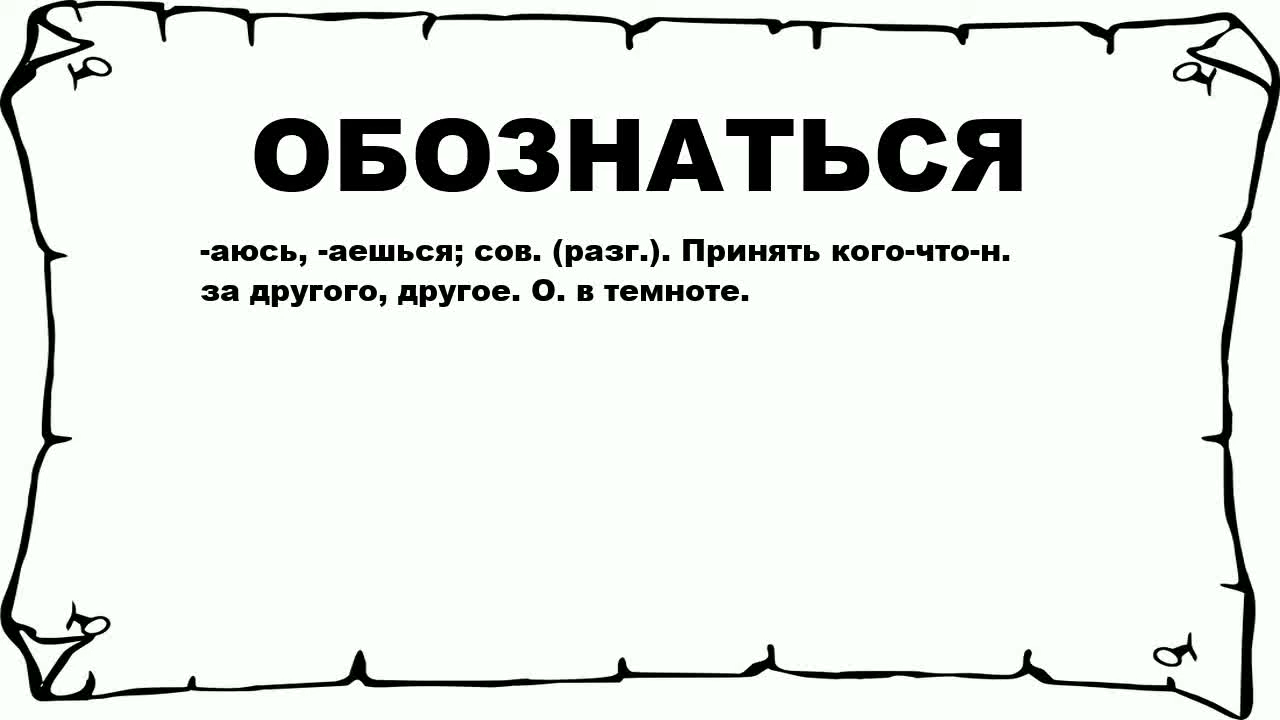 ОБОЗНАТЬСЯ
-аюсь, -аешься; сов. (разг.). Принять кого-что-н.
за другого, другое. О. в темноте.